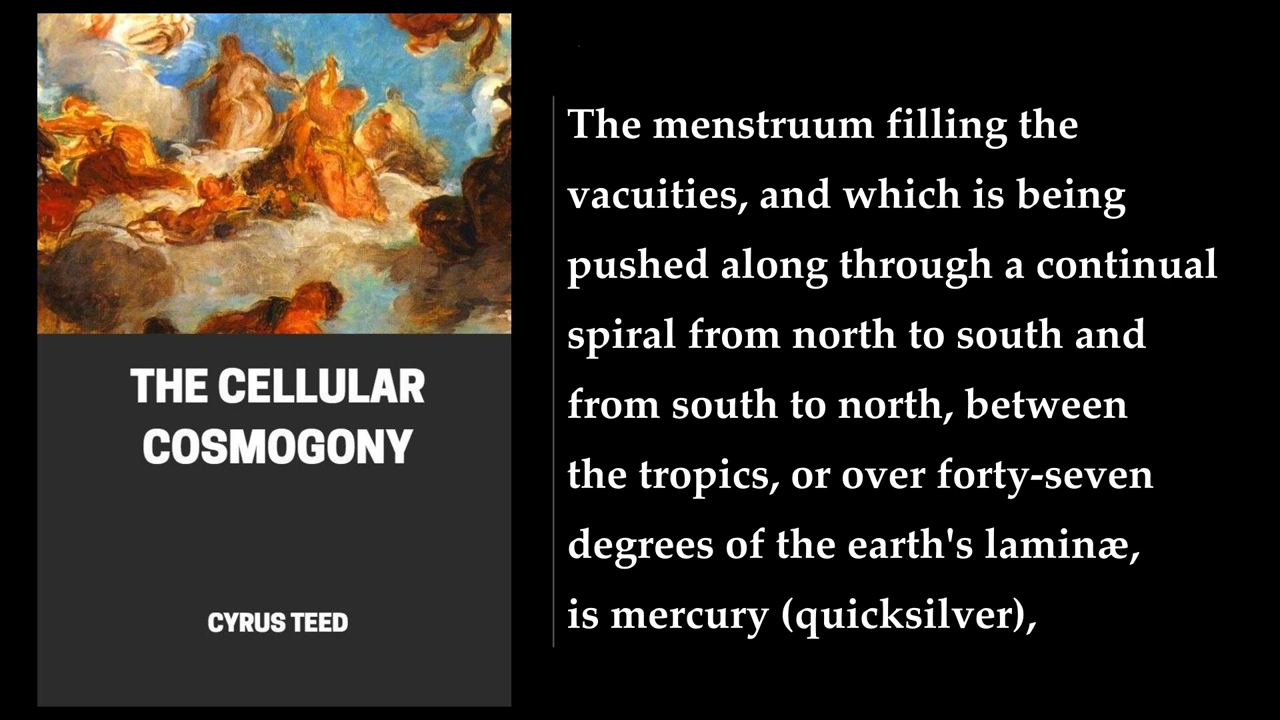 THE CELLULAR
COSMOGONY
CYRUS TEED
The menstruum filling the
vacuities, and which is being
pushed along through a continual
spiral from north to south and
from south to north, between
the tropics, or over forty-seven
degrees of the earth's laminæ,
is mercury (quicksilver),